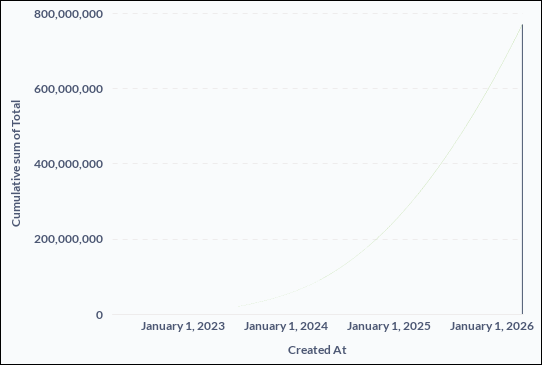 800,000,000
600,000,000
400,000,000
200,000,000
0
Cumulative sum of Total
January 1, 2023 January 1, 2024 January 1, 2025 January 1, 2026
Created At